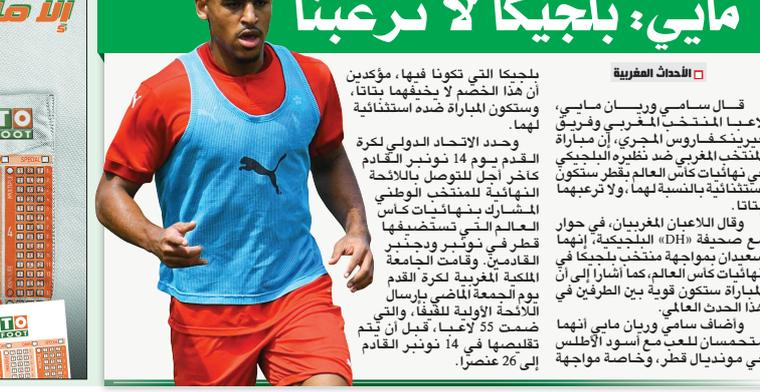 مايي: بلجيكا لا ترعبنا
الأحداث المغربية
قال سامي وريان مايي،
لاعبا المنتخب المغربي وفريق
فيرينكفاروس المجري، إن مباراة
المنتخب المغربي ضد نظيره البلجيكي
في نهائيات كأس العالم بقطر ستكون
استثنائية بالنسبة لهما، ولا ترعبهما
بتاتا.
وقال اللاعبان المغربيان، في حوار
مع صحيفة «DH» البلجيكية، إنهما
سعيدان بمواجهة منتخب بلجيكا في
نهائيات كأس العالم، كما أشارا إلى أن
المباراة ستكون قوية بين الطرفين في
هذا الحدث العالمي.
وأضاف سامي وريان مايي أنهما
متحمسان للعب مع أسود الأطلس
في مونديال قطر، وخاصة مواجهة
بلجيكا التي تكونا فيها، مؤكدين
أن هذا الخصم لا يخيفهما بتاتا،
وستكون المباراة ضده استثنائية
لهما.
وحدد الاتحاد الدولي لكرة
القدم يوم 14 نونبر القادم
كآخر أجل للتوصل باللائحة
النهائية للمنتخب الوطني
المشارك بنهائيات كأس
العالم التي تستضيفها
قطر في نونبر ودجنبر
القادمين. وقامت الجامعة
الملكية المغربية لكرة القدم
يوم الجمعة الماضي بإرسال
اللائحة الأولية للفيفا، والتي
ضمت 55 لاعبا، قبل أن يتم
تقليصها في 14 نونبر القادم
إلى 26 عنصرا.
TO
FOOT
SPECIAL
4
TO
FOOT